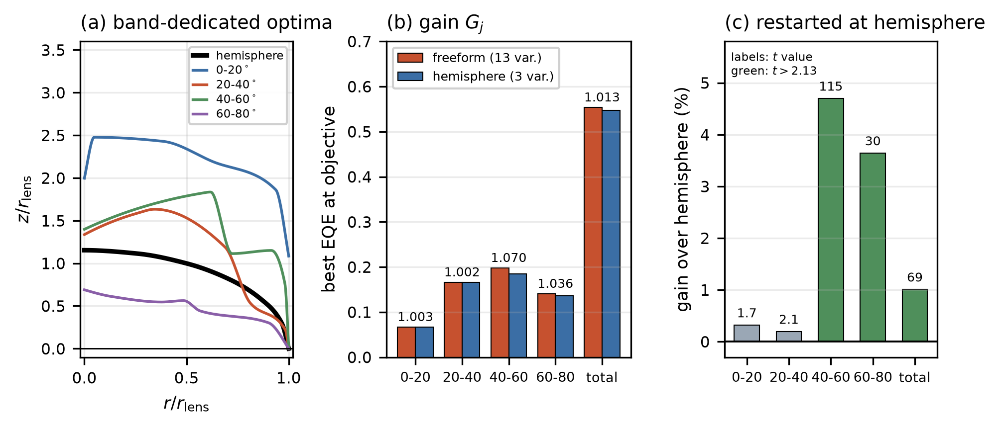 (a) band-dedicated optima
hemisphere
0-20°
20-40°
40-60°
60-80°
3.5
3.0
2.5
2.0
1.5
1.0
0.5
0.0
z/r_lens
0.0 0.5 1.0
r/r_lens
(b) gain G_j
freeform (13 var.)
hemisphere (3 var.)
0.7
0.6
0.5
0.4
0.3
0.2
0.1
0.0
best EQE at objective
1.003
1.002
1.070
1.036
1.013
0-20 20-40 40-60 60-80 total
(c) restarted at hemisphere
labels: t value
green: t > 2.13
5
4
3
2
1
0
gain over hemisphere (%)
1.7
2.1
115
30
69
0-20 20-40 40-60 60-80 total